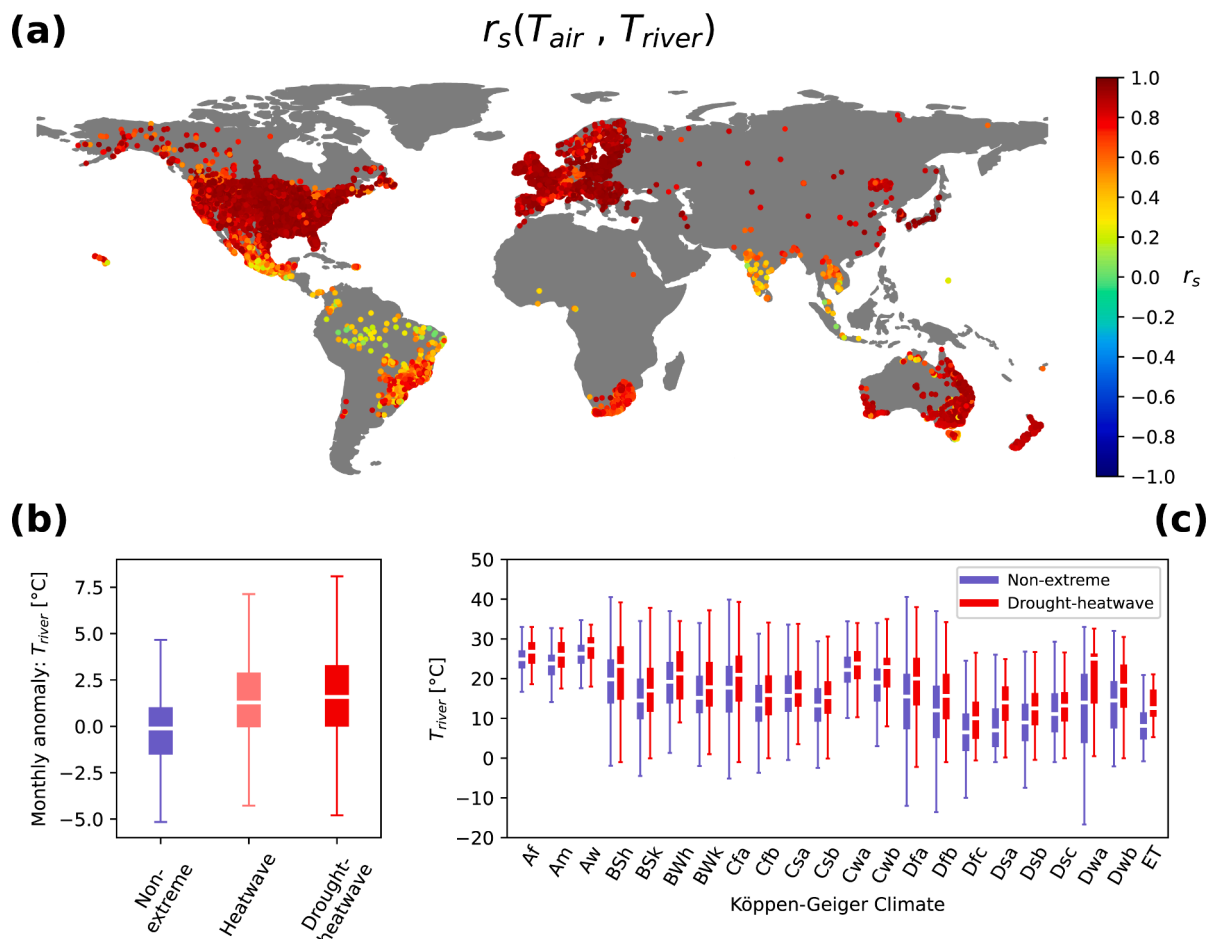 (a)
r_s(T_air , T_river)
1.0
0.8
0.6
0.4
0.2
0.0
−0.2
−0.4
−0.6
−0.8
−1.0
r_s
(b)
Monthly anomaly: T_river [°C]
7.5
5.0
2.5
0.0
−2.5
−5.0
Non-
extreme
Heatwave
Drought-
heatwave
(c)
T_river [°C]
50
40
30
20
10
0
−10
−20
Non-extreme
Drought-heatwave
Af
Am
Aw
BSh
BSk
BWh
BWk
Cfa
Cfb
Csa
Csb
Cwa
Cwb
Dfa
Dfb
Dfc
Dsa
Dsb
Dsc
Dwa
Dwb
ET
Köppen-Geiger Climate